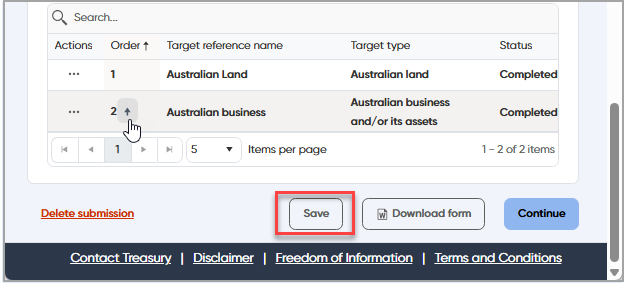 Search...
Actions Order Target reference name Target type Status
1 Australian Land Australian land Completed
2 Australian business Australian business and/or its assets Completed
1 5 Items per page 1 - 2 of 2 items
Delete submission Save Download form Continue
Contact Treasury | Disclaimer | Freedom of Information | Terms and Conditions